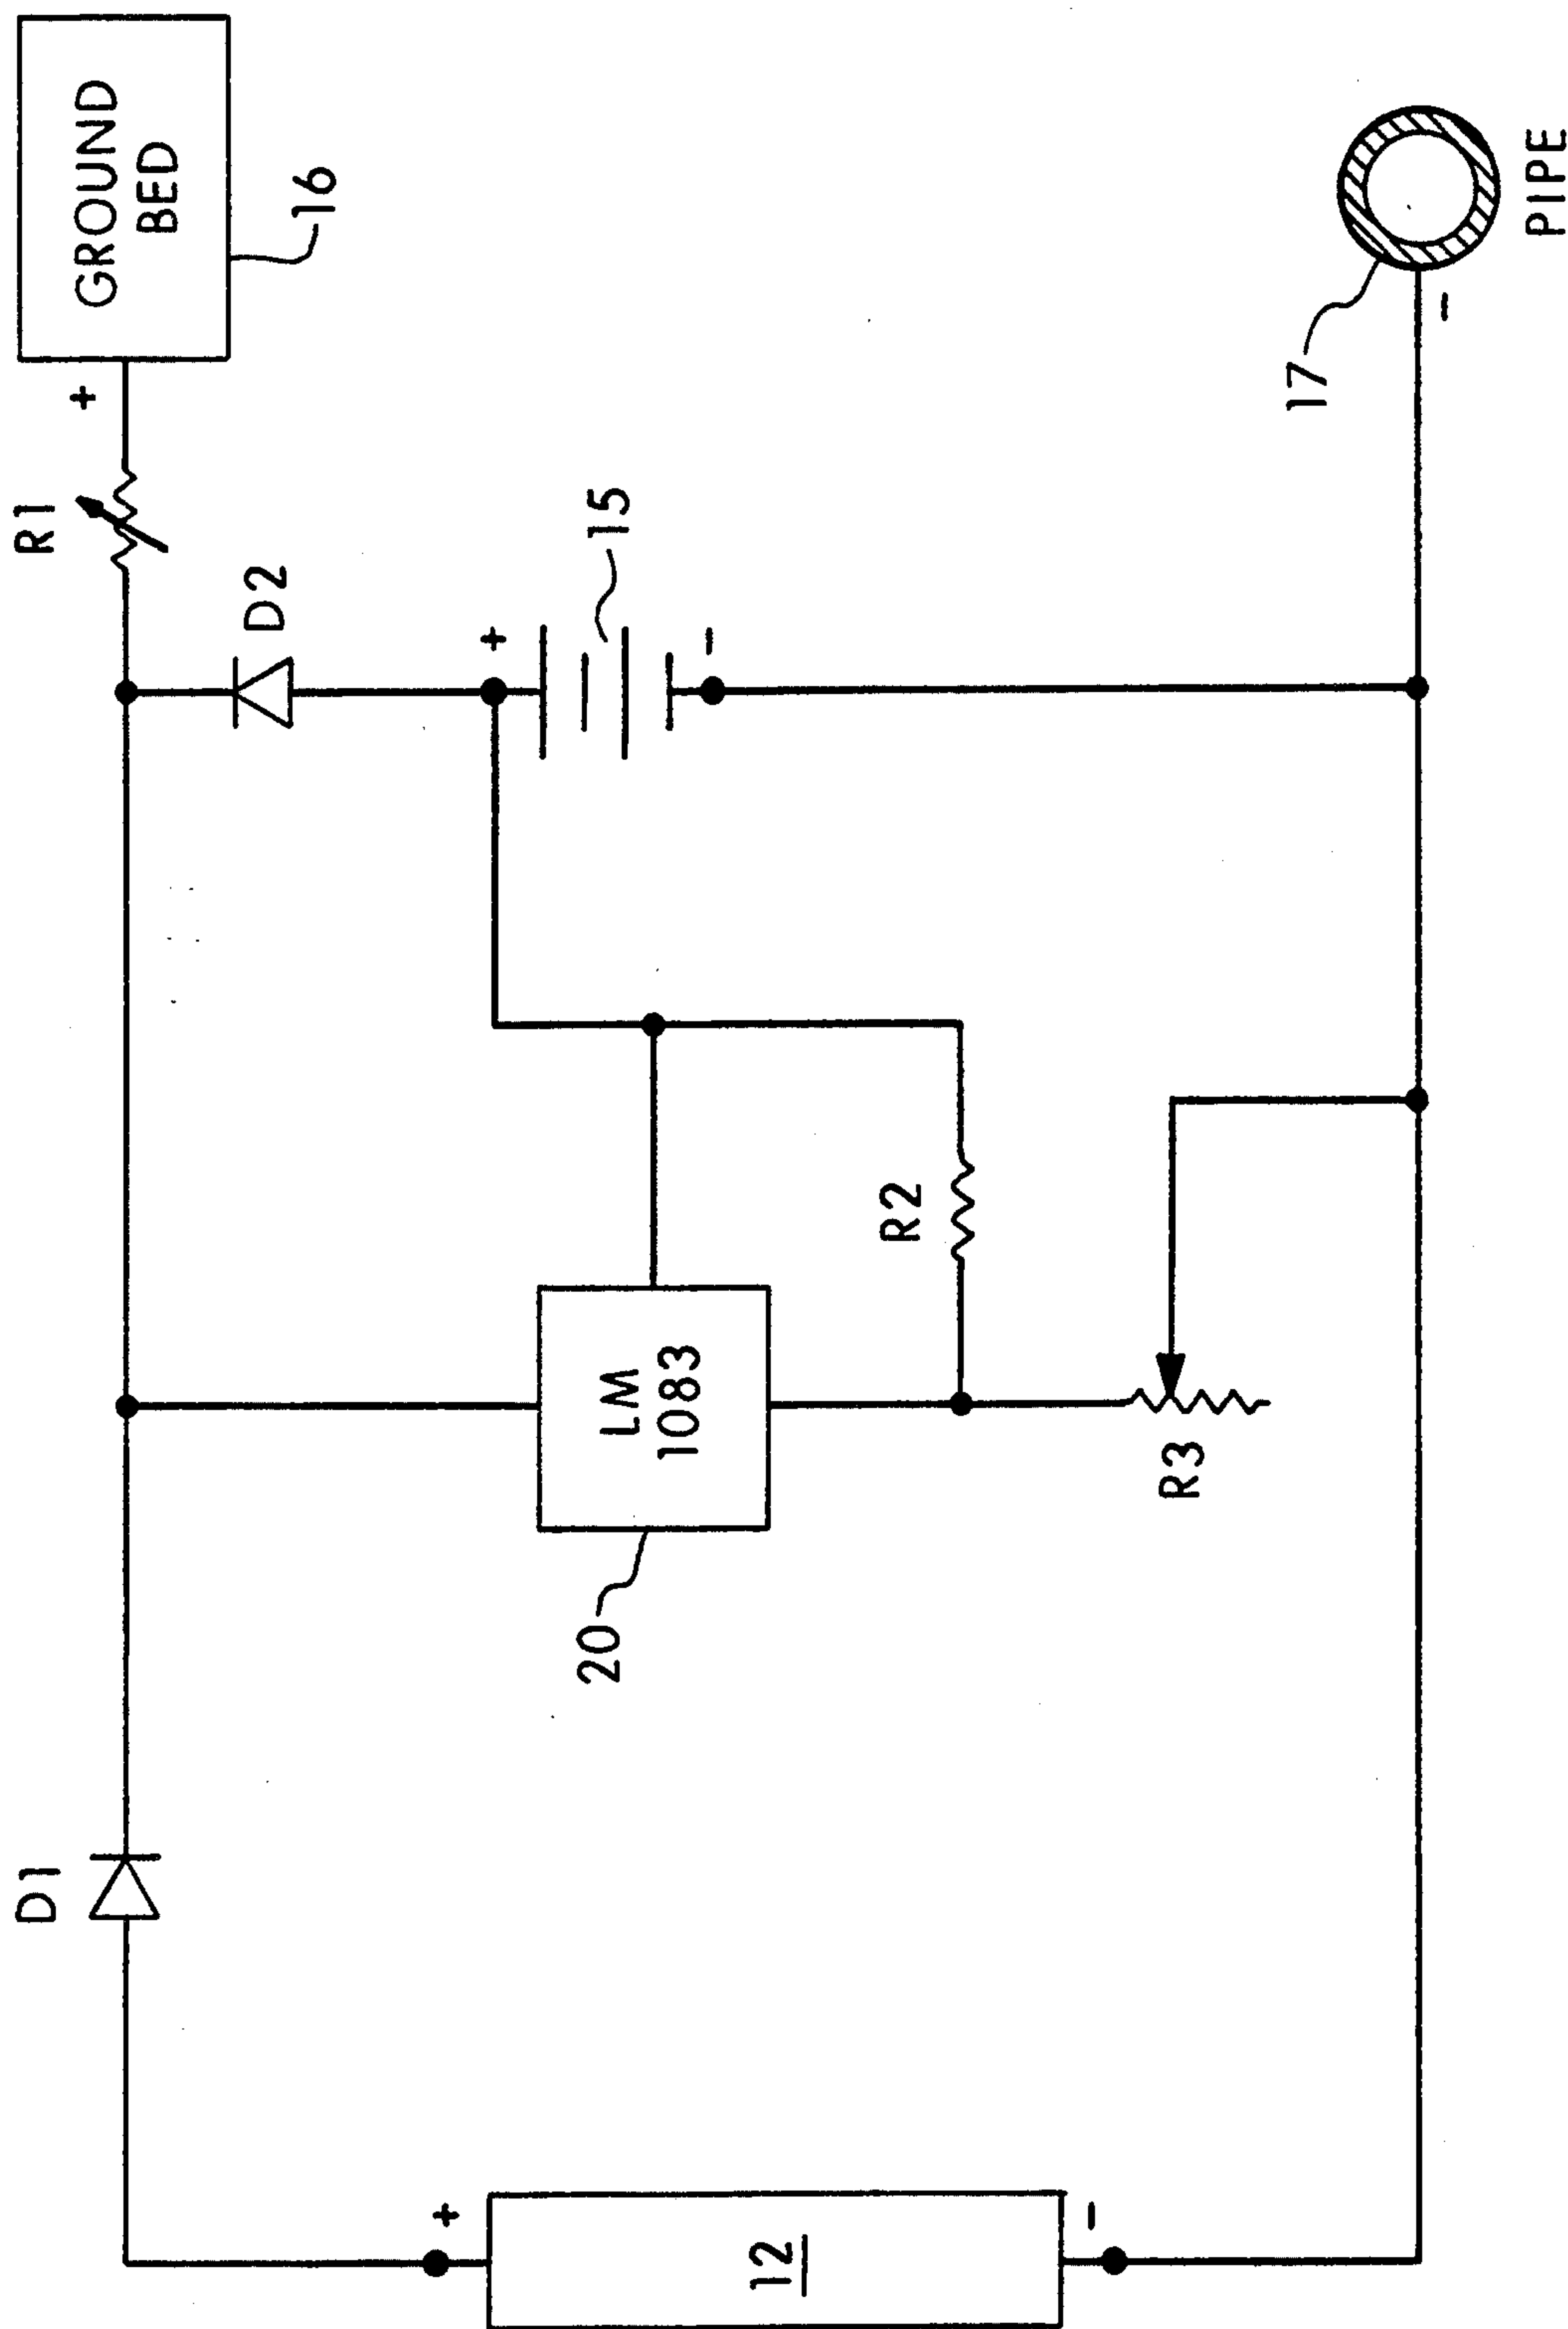 D1
R1
+
GROUND
BED
16
D2
+
15
-
LM
1083
20
R2
R3
+
12
-
17
-
PIPE